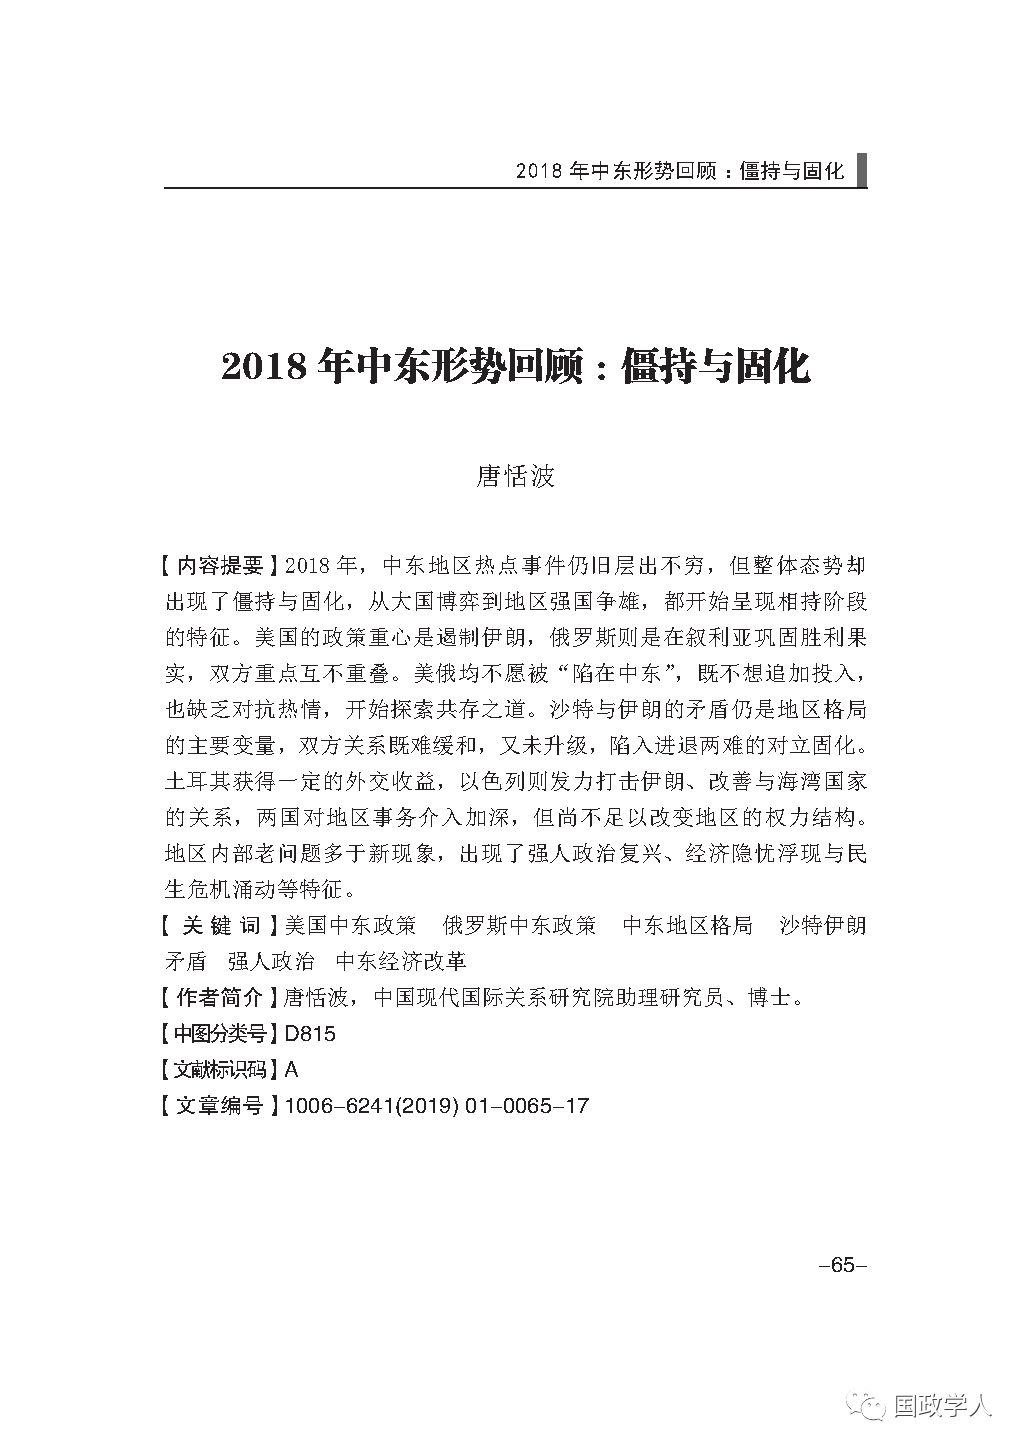 2018 年中东形势回顾：僵持与固化
2018 年中东形势回顾：僵持与固化
唐恬波
【内容提要】2018 年，中东地区热点事件仍旧层出不穷，但整体态势却
出现了僵持与固化，从大国博弈到地区强国争雄，都开始呈现相持阶段
的特征。美国的政策重心是遏制伊朗，俄罗斯则是在叙利亚巩固胜利果
实，双方重点互不重叠。美俄均不愿被“陷在中东”，既不想追加投入，
也缺乏对抗热情，开始探索共存之道。沙特与伊朗的矛盾仍是地区格局
的主要变量，双方关系既难缓和，又未升级，陷入进退两难的对立固化。
土耳其获得一定的外交收益，以色列则发力打击伊朗、改善与海湾国家
的关系，两国对地区事务介入加深，但尚不足以改变地区的权力结构。
地区内部老问题多于新现象，出现了强人政治复兴、经济隐忧浮现与民
生危机涌动等特征。
【关键词】美国中东政策 俄罗斯中东政策 中东地区格局 沙特伊朗
矛盾 强人政治 中东经济改革
【作者简介】唐恬波，中国现代国际关系研究院助理研究员、博士。
【中图分类号】D815
【文献标识码】A
【文章编号】1006-6241(2019) 01-0065-17
-65-
国政学人